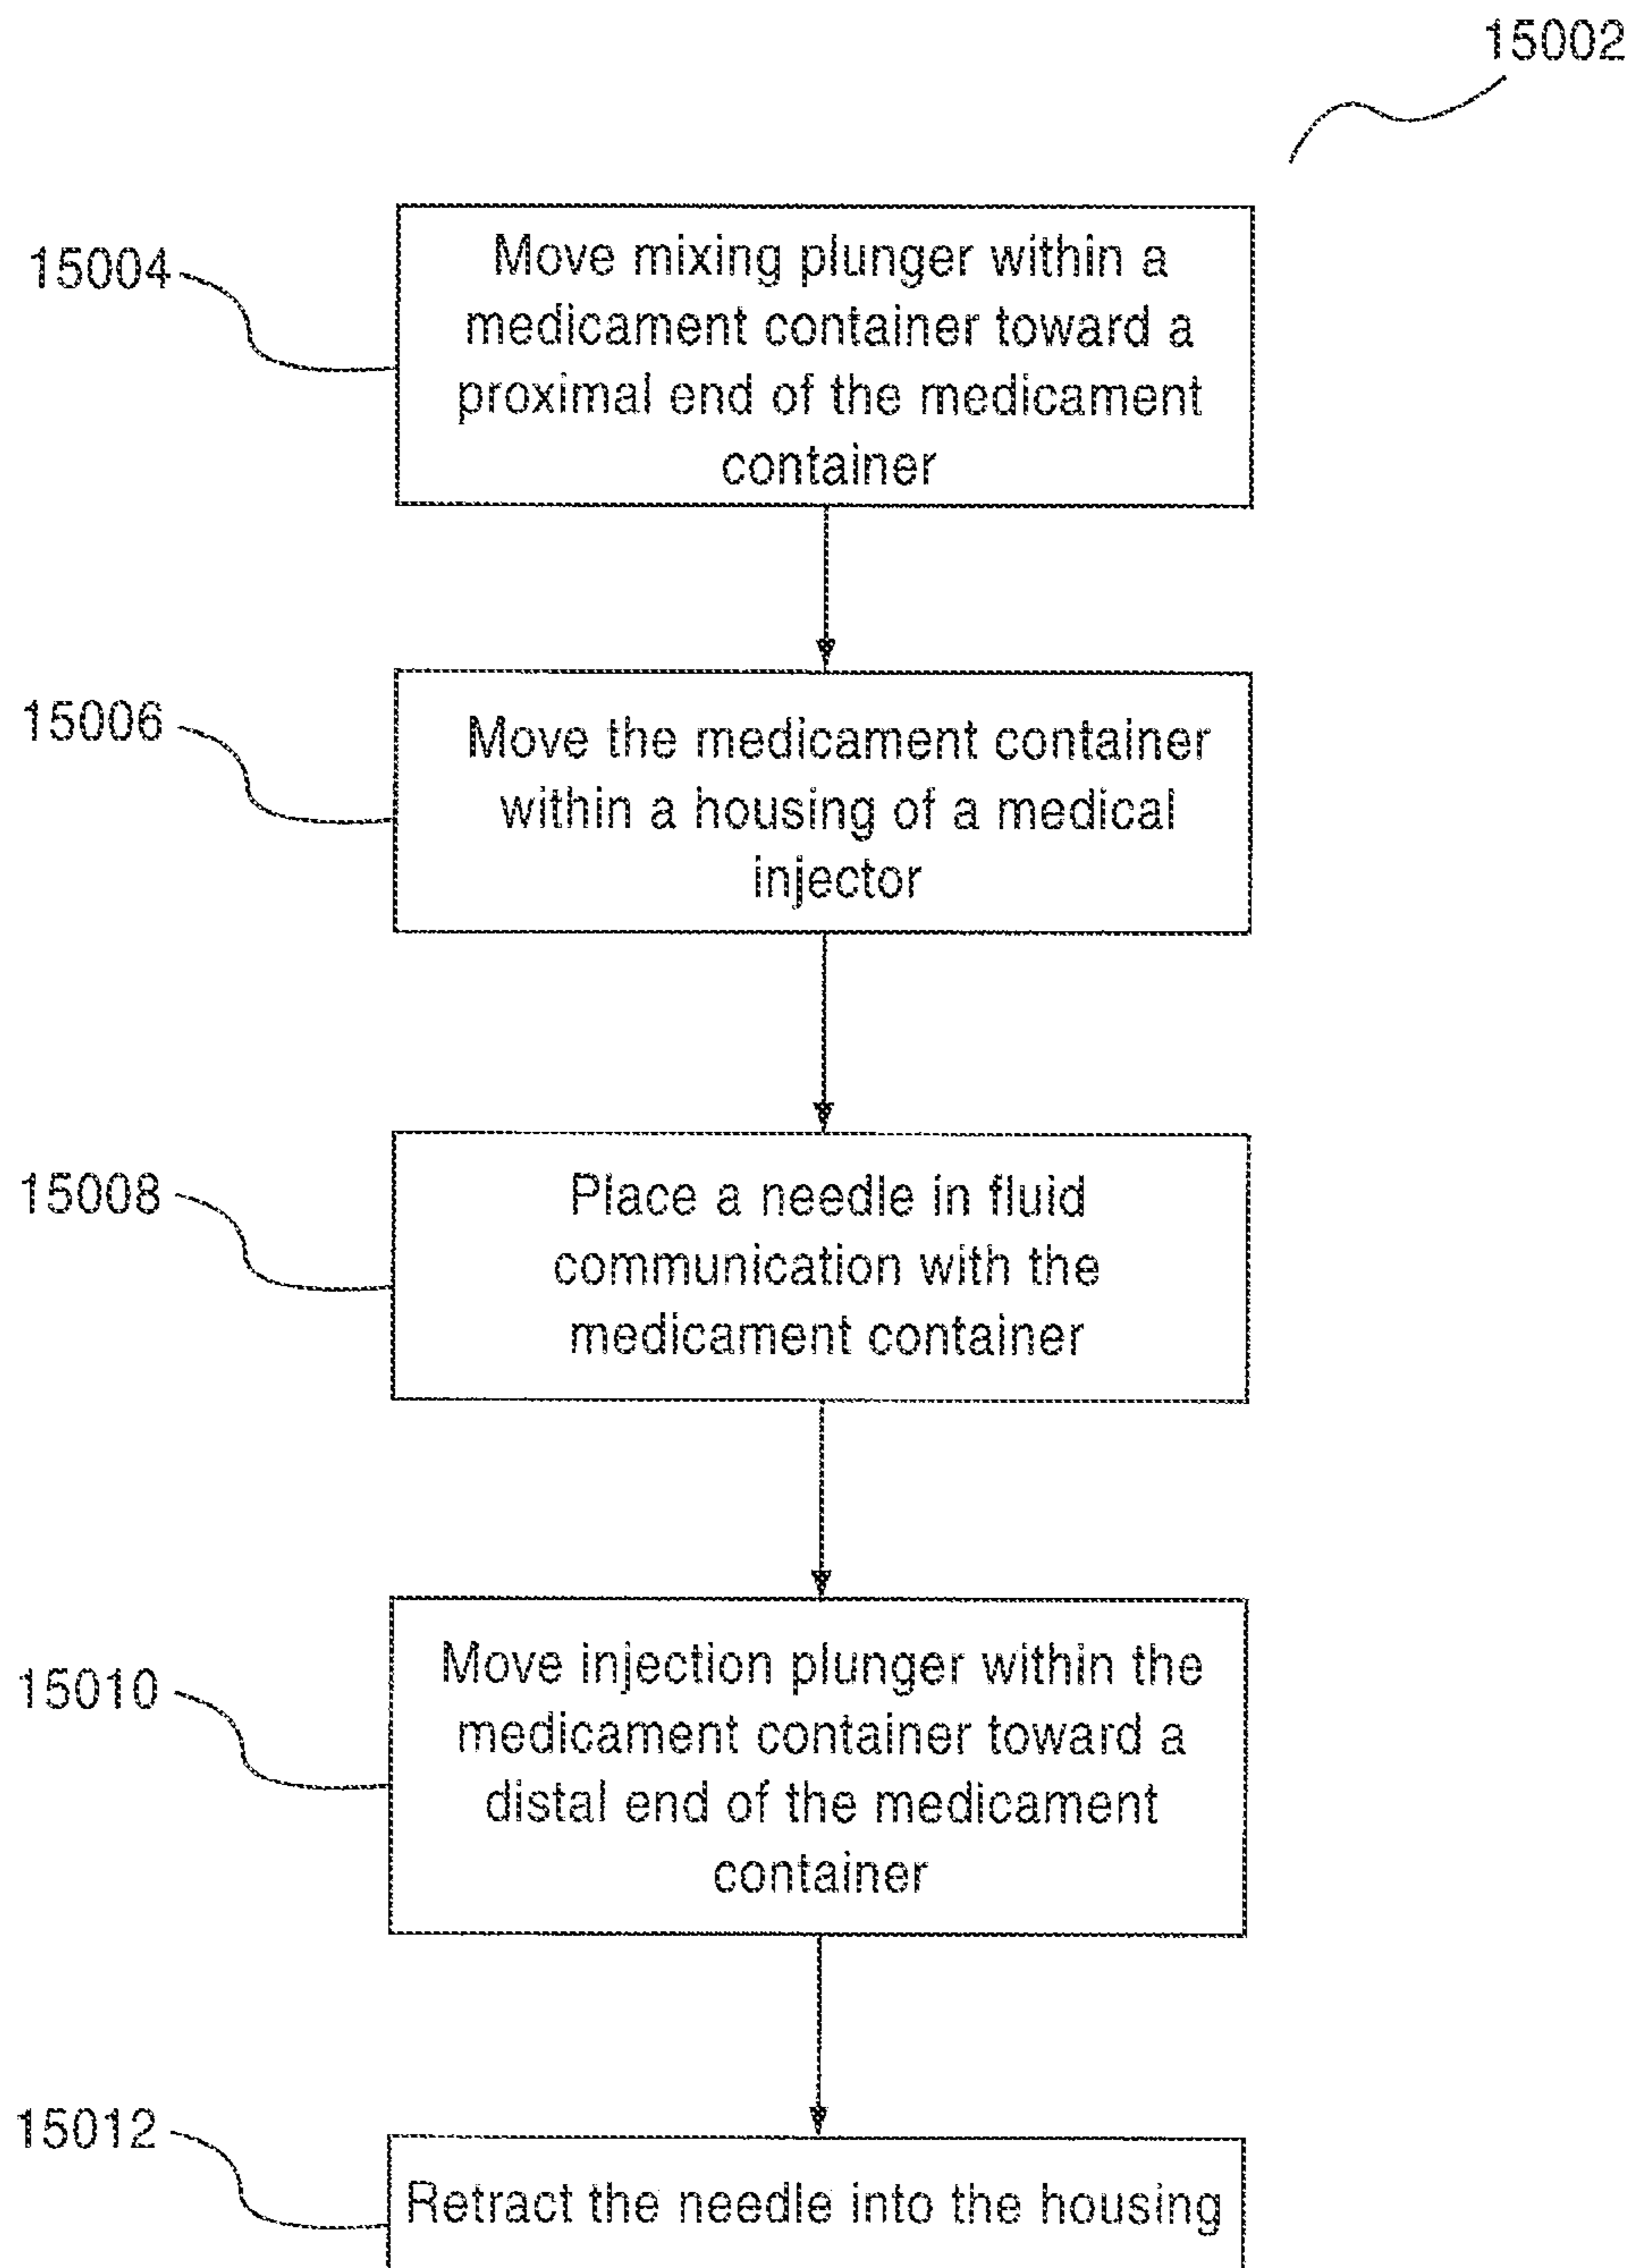 15002
15004
Move mixing plunger within a
medicament container toward a
proximal end of the medicament
container
15006
Move the medicament container
within a housing of a medical
injector
15008
Place a needle in fluid
communication with the
medicament container
15010
Move injection plunger within the
medicament container toward a
distal end of the medicament
container
15012
Retract the needle into the housing